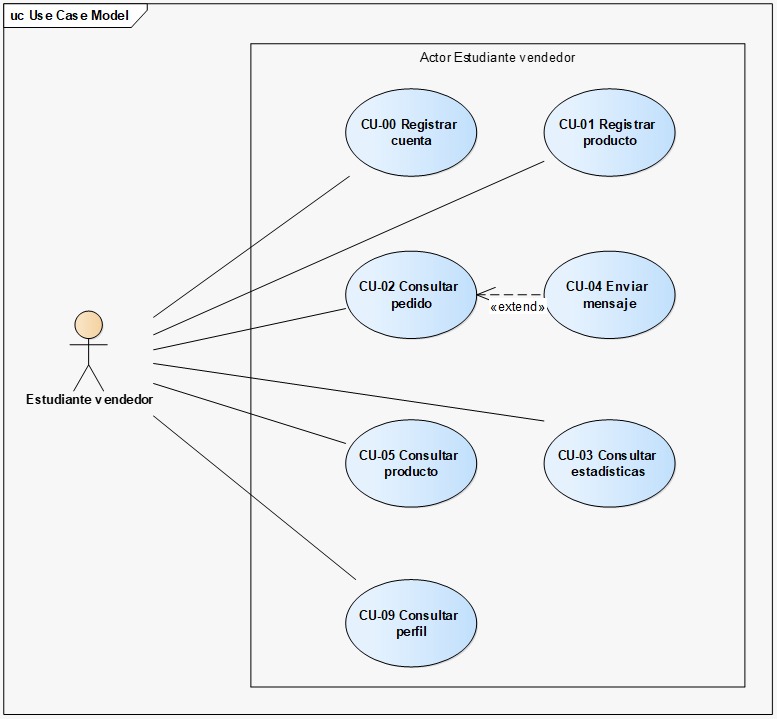 uc Use Case Model
Actor Estudiante vendedor
CU-00 Registrar
cuenta
CU-01 Registrar
producto
CU-02 Consultar
pedido
«extend»
CU-04 Enviar
mensaje
Estudiante vendedor
CU-05 Consultar
producto
CU-03 Consultar
estadísticas
CU-09 Consultar
perfil